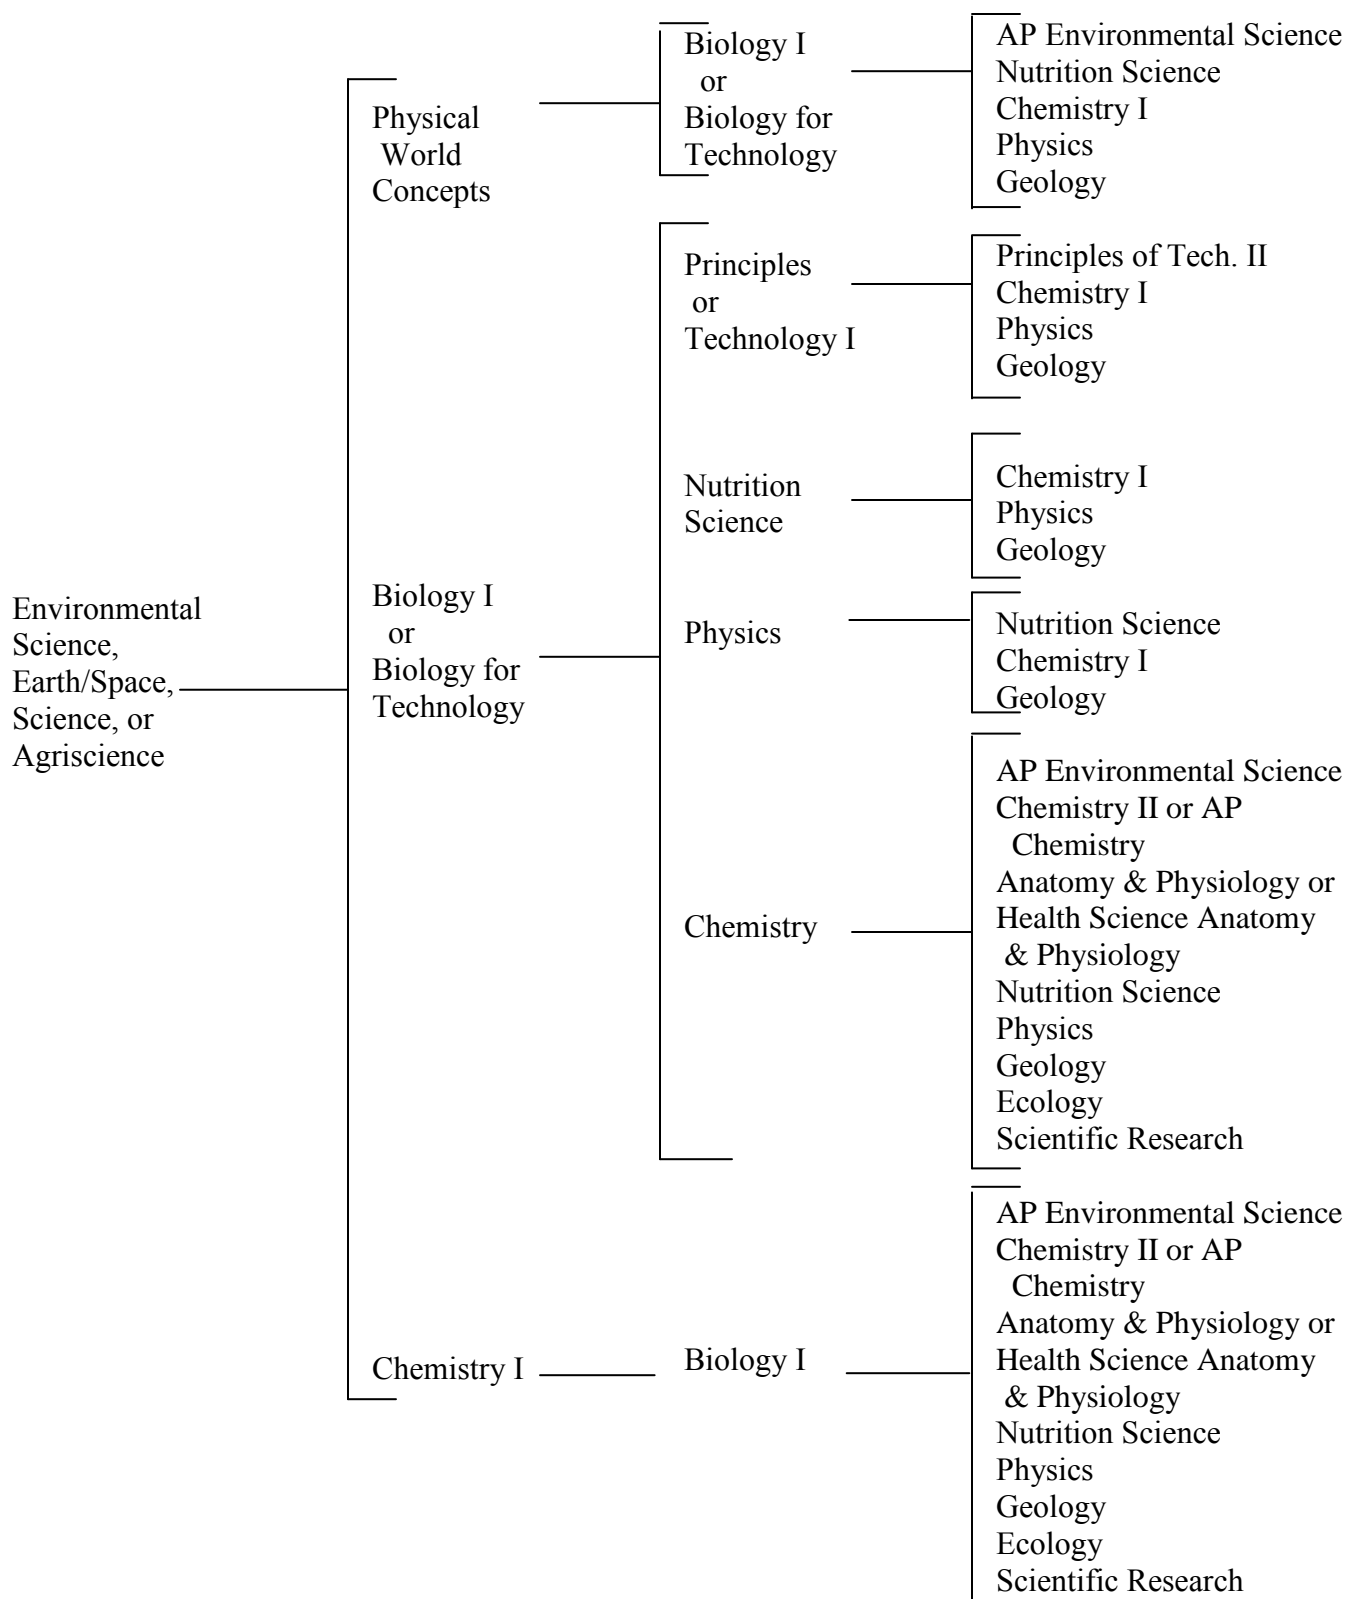 Environmental
Science,
Earth/Space,
Science, or
Agriscience
Physical
World
Concepts
Biology I
or
Biology for
Technology
Chemistry I
Biology I
or
Biology for
Technology
Principles
or
Technology I
Nutrition
Science
Physics
Chemistry
Biology I
AP Environmental Science
Nutrition Science
Chemistry I
Physics
Geology
Principles of Tech. II
Chemistry I
Physics
Geology
Chemistry I
Physics
Geology
Nutrition Science
Chemistry I
Geology
AP Environmental Science
Chemistry II or AP
Chemistry
Anatomy & Physiology or
Health Science Anatomy
& Physiology
Nutrition Science
Physics
Geology
Ecology
Scientific Research
AP Environmental Science
Chemistry II or AP
Chemistry
Anatomy & Physiology or
Health Science Anatomy
& Physiology
Nutrition Science
Physics
Geology
Ecology
Scientific Research